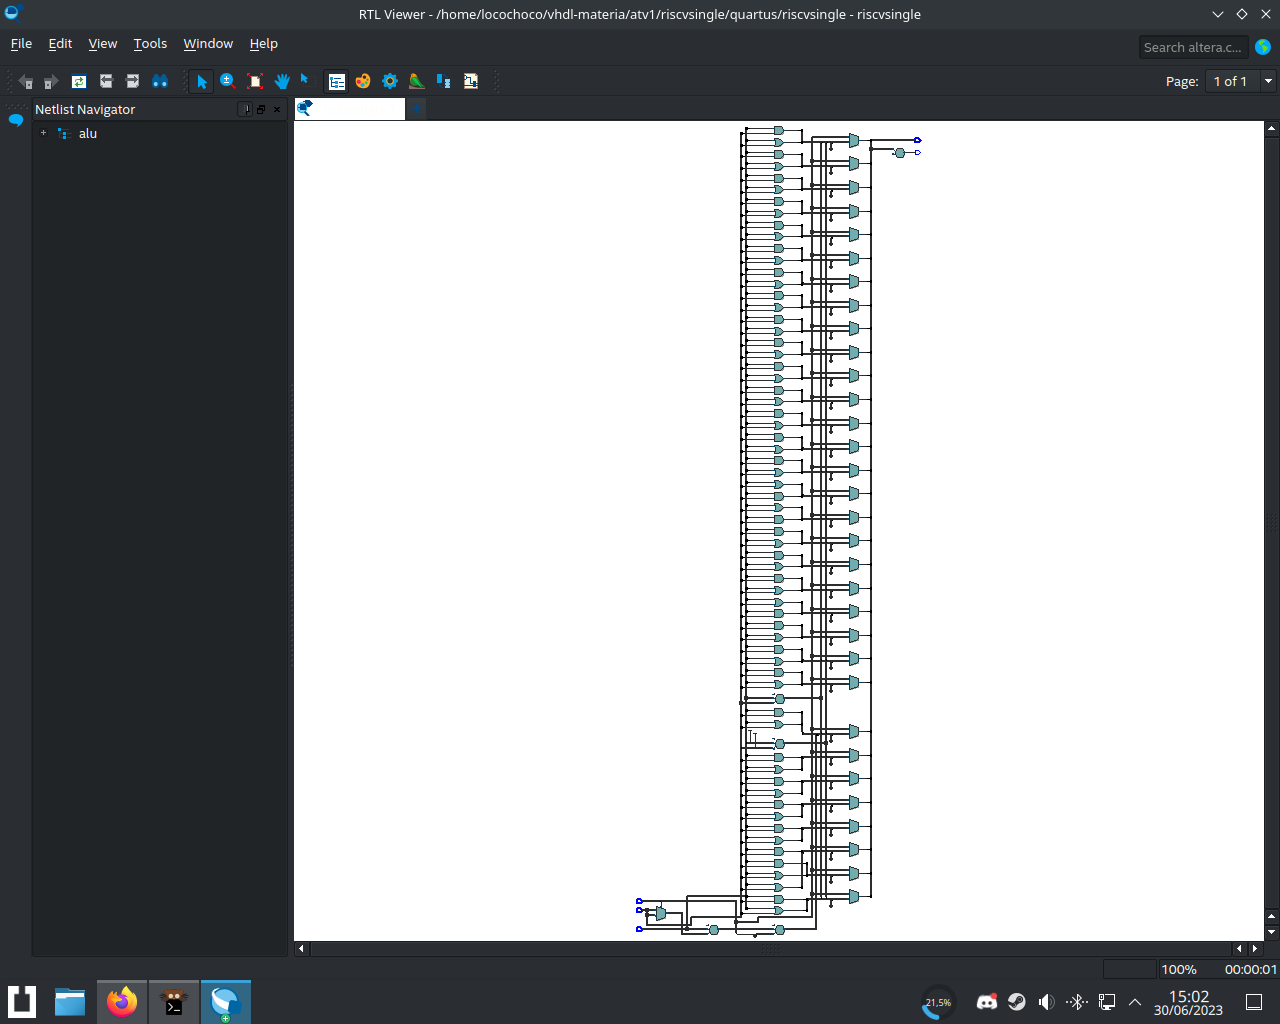 RTL Viewer - /home/locochoco/vhdl-materia/atv1/riscvsingle/quartus/riscvsingle - riscvsingle
File Edit View Tools Window Help
Search altera.c...
Page: 1 of 1
Netlist Navigator
alu
100% 00:00:01
21,5%
15:02
30/06/2023